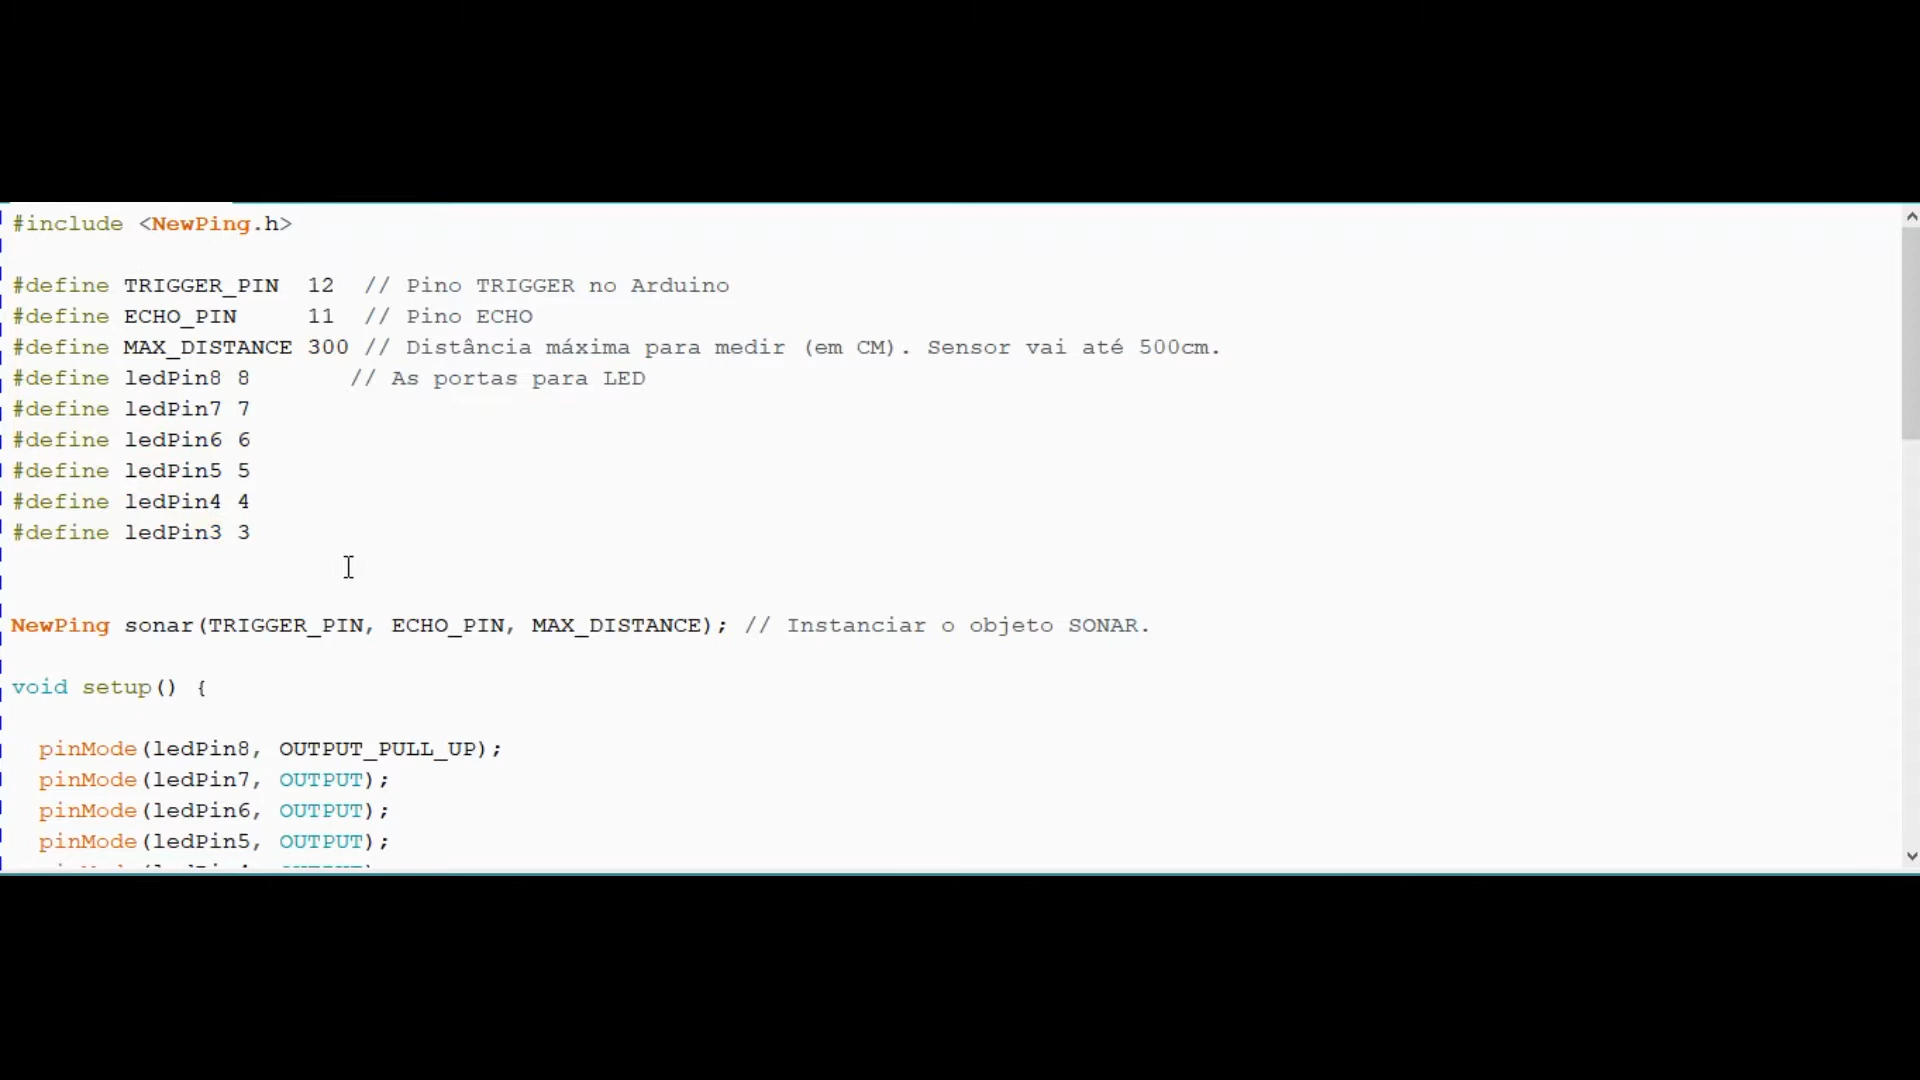 #include <NewPing.h>
#define TRIGGER_PIN  12  // Pino TRIGGER no Arduino
#define ECHO_PIN     11  // Pino ECHO
#define MAX_DISTANCE 300 // Distância máxima para medir (em CM). Sensor vai até 500cm.
#define ledPin8 8       // As portas para LED
#define ledPin7 7
#define ledPin6 6
#define ledPin5 5
#define ledPin4 4
#define ledPin3 3
NewPing sonar(TRIGGER_PIN, ECHO_PIN, MAX_DISTANCE); // Instanciar o objeto SONAR.
void setup() {
  pinMode(ledPin8, OUTPUT_PULL_UP);
  pinMode(ledPin7, OUTPUT);
  pinMode(ledPin6, OUTPUT);
  pinMode(ledPin5, OUTPUT);